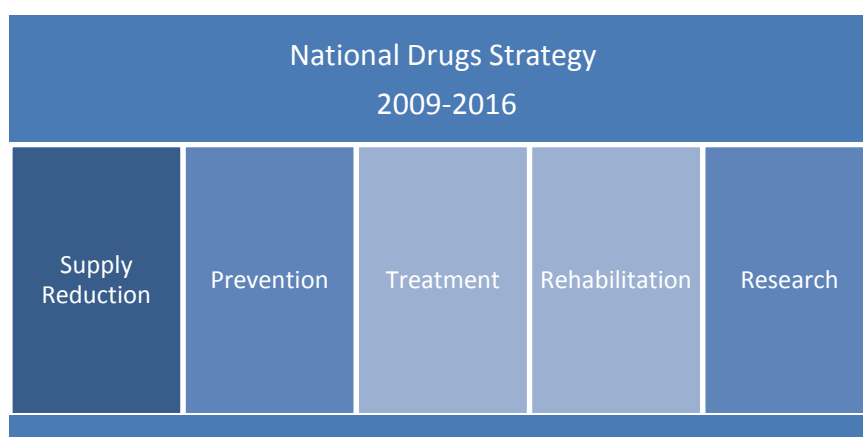 National Drugs Strategy
2009-2016
Supply
Reduction
Prevention
Treatment
Rehabilitation
Research